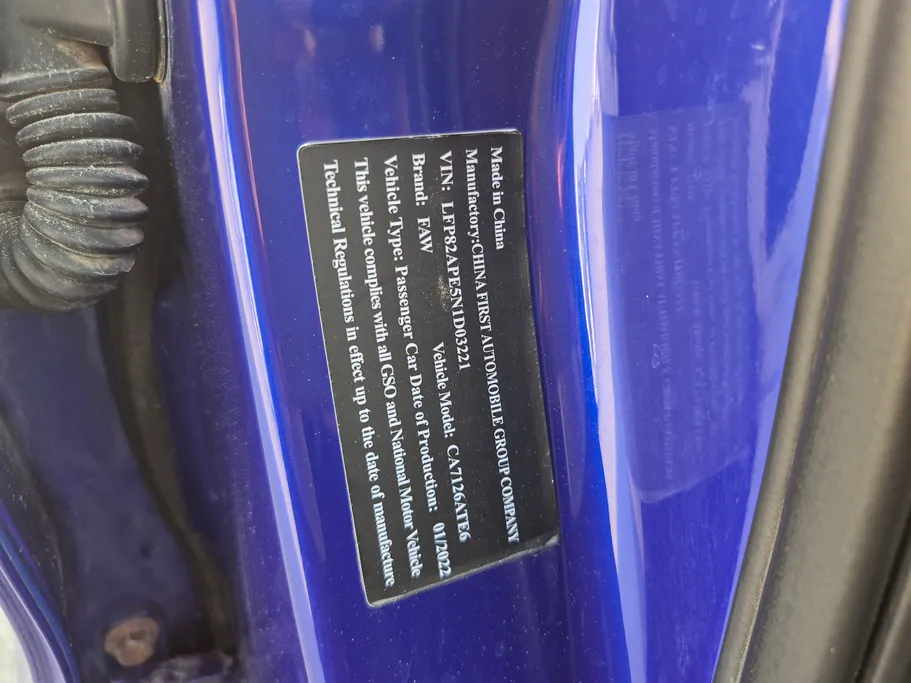 Made in China
Manufactory:CHINA FIRST AUTOMOBILE GROUP COMPANY
VIN: LFP82APE5N1D03221
Brand: FAW Vehicle Model: CA7126ATE6
Vehicle Type: Passenger Car Date of Production: 01/2022
This vehicle complies with all GSO and National Motor Vehicle
Technical Regulations in effect up to the date of manufacture